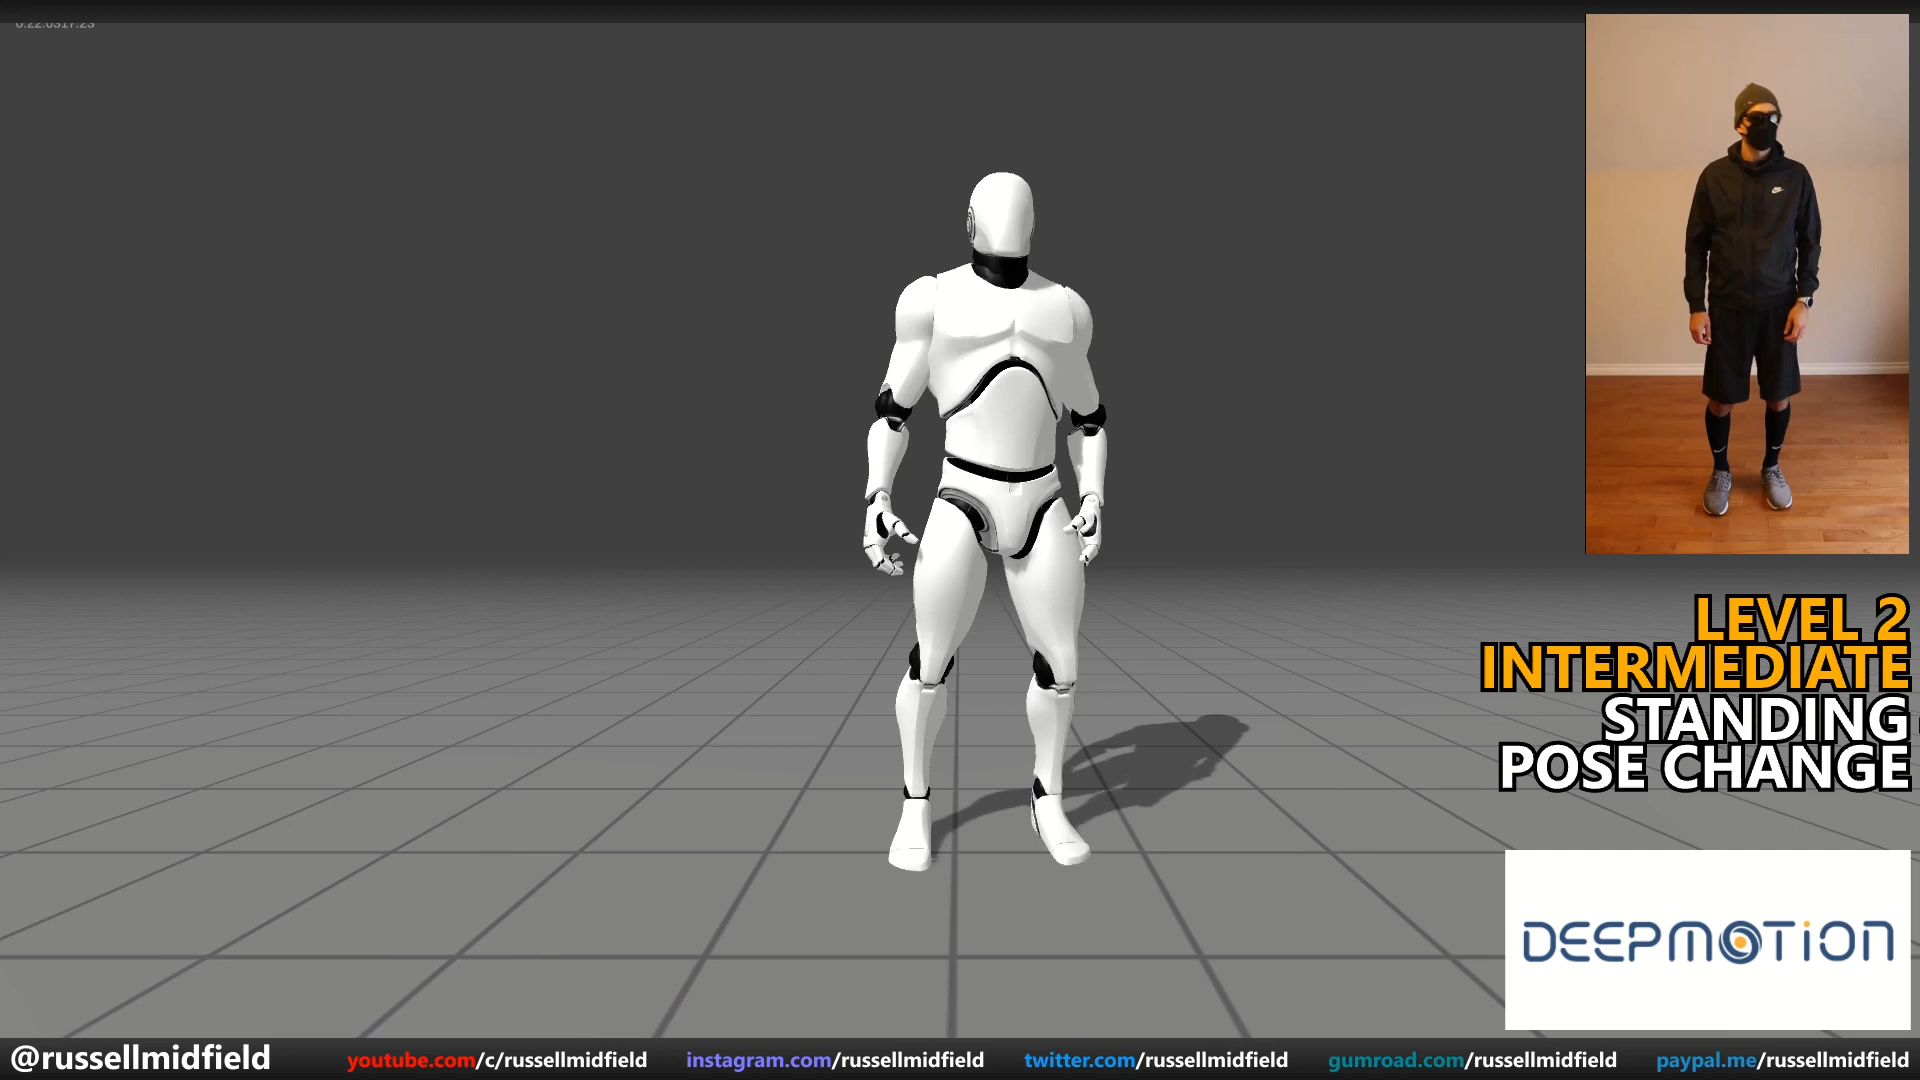 LEVEL 2
INTERMEDIATE
STANDING
POSE CHANGE
DEEPMOTION
@russellmidfield youtube.com/c/russellmidfield instagram.com/russellmidfield twitter.com/russellmidfield gumroad.com/russellmidfield paypal.me/russellmidfield